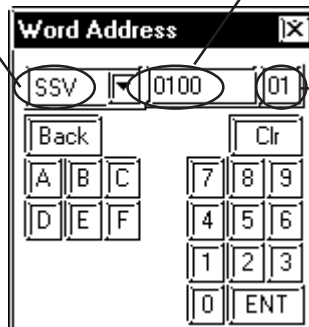 Word Address X
SSV 0100 01
Back Clr
A B C 7 8 9
D E F 4 5 6
1 2 3
0 ENT